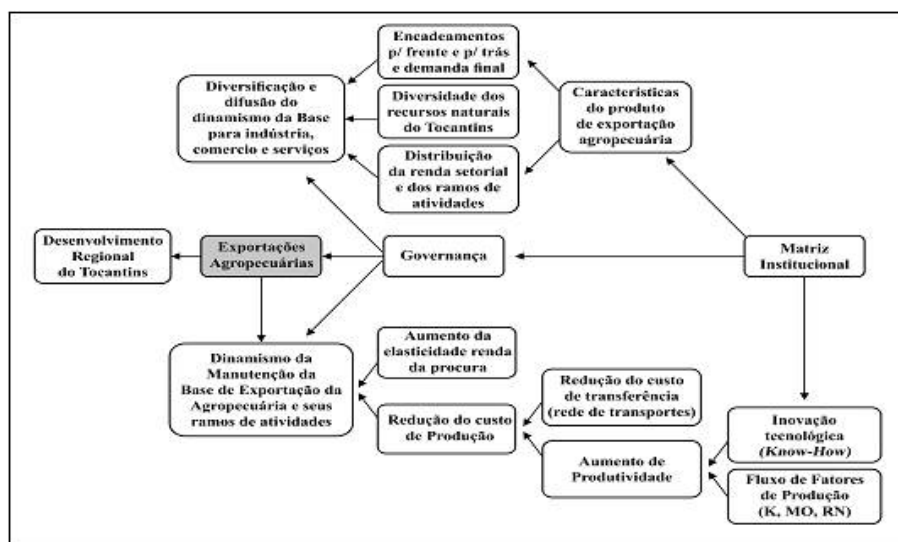 Encadeamentos
p/ frente e p/ trás
e demanda final
Diversificação e
difusão do
dinamismo da Base
para indústria,
comercio e serviços
Diversidade dos
recursos naturais
do Tocantins
Características
do produto
de exportação
agropecuária
Distribuição
da renda setorial
e dos ramos de
atividades
Desenvolvimento
Regional
do Tocantins
Exportações
Agropecuárias
Governança
Matriz
Institucional
Dinamismo da
Manutenção da
Base de Exportação da
Agropecuária e seus
ramos de atividades
Aumento da
elasticidade renda
da procura
Redução do custo
de Produção
Redução do custo
de transferência
(rede de transportes)
Aumento de
Produtividade
Inovação
tecnológica
(Know-How)
Fluxo de Fatores
de Produção
(K, MO, RN)